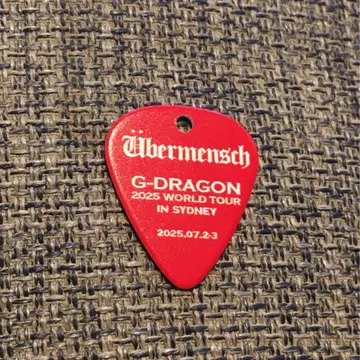 Übermensch
G-DRAGON
2025 WORLD TOUR
IN SYDNEY
2025.07.2-3